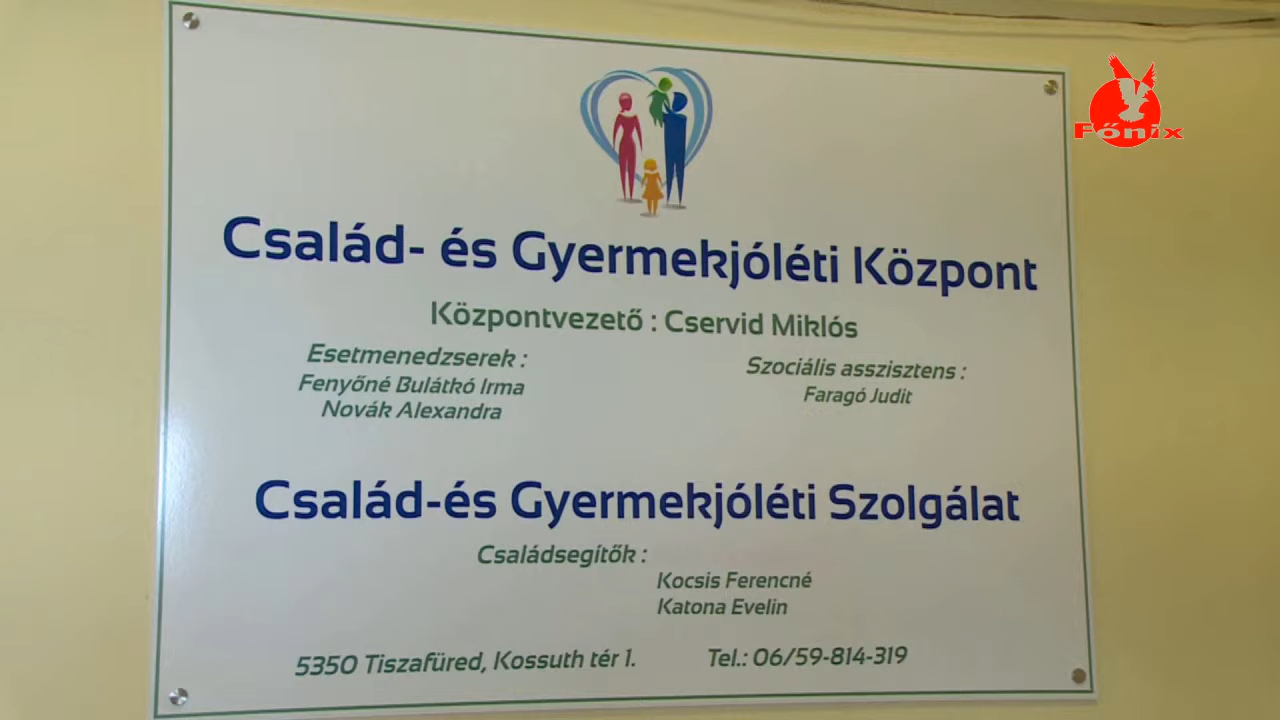 Főnix
Család- és Gyermekjóléti Központ
Központvezető : Cservid Miklós
Esetmenedzserek :
Fenyőné Bulátkó Irma
Novák Alexandra
Szociális asszisztens :
Faragó Judit
Család-és Gyermekjóléti Szolgálat
Családsegítők :
Kocsis Ferencné
Katona Evelin
5350 Tiszafüred, Kossuth tér 1. Tel.: 06/59-814-319